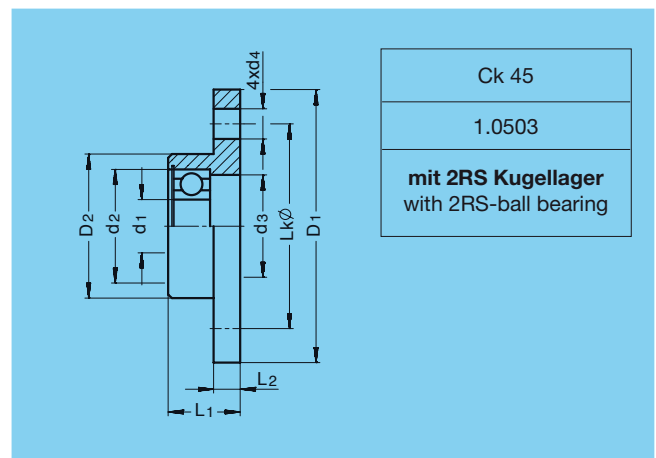 4xd4
D2
d2
d1
d3
LkØ
D1
L2
L1
Ck 45
1.0503
mit 2RS Kugellager
with 2RS-ball bearing